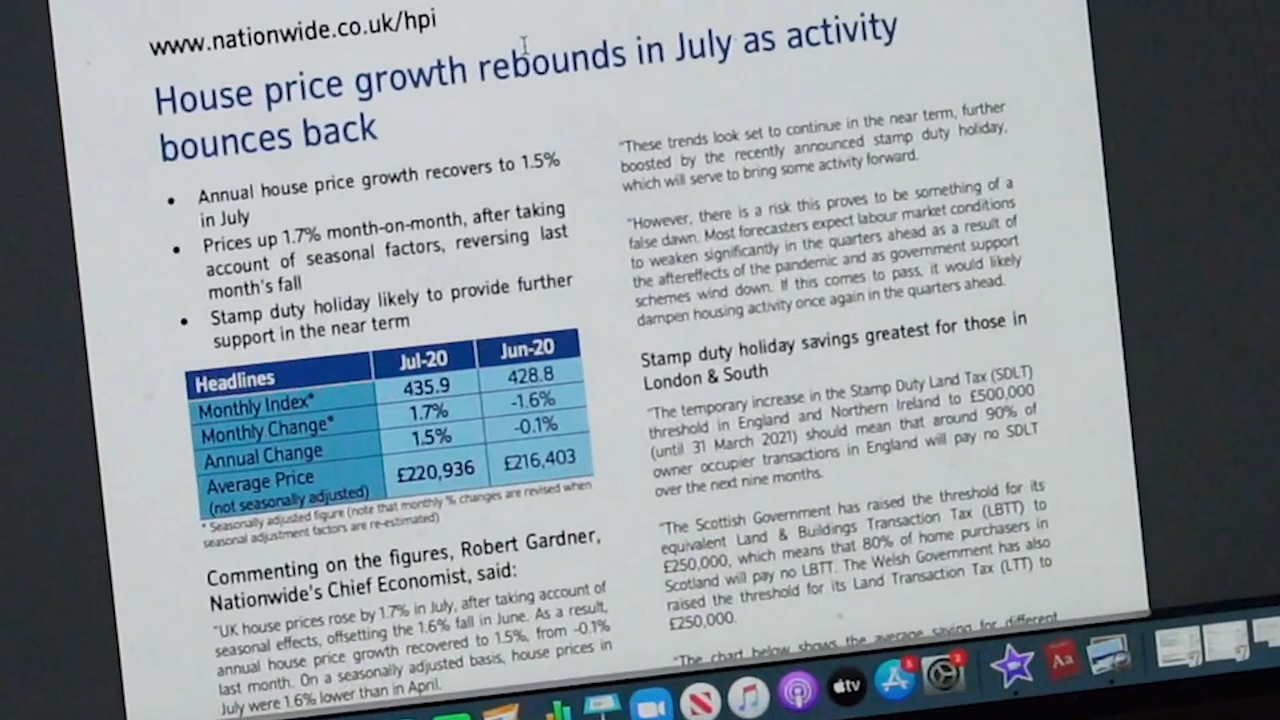 www.nationwide.co.uk/hpi
House price growth rebounds in July as activity
bounces back
• Annual house price growth recovers to 1.5%
in July
• Prices up 1.7% month-on-month, after taking
account of seasonal factors, reversing last
month's fall
• Stamp duty holiday likely to provide further
support in the near term
Headlines Jul-20 Jun-20
Monthly Index* 435.9 428.8
Monthly Change* 1.7% -1.6%
Annual Change 1.5% -0.1%
Average Price £220,936 £216,403
(not seasonally adjusted)
* Seasonally adjusted figure (note that monthly % changes are revised when
seasonal adjustment factors are re-estimated)
Commenting on the figures, Robert Gardner,
Nationwide's Chief Economist, said:
"UK house prices rose by 1.7% in July, after taking account of
seasonal effects, offsetting the 1.6% fall in June. As a result,
annual house price growth recovered to 1.5%, from -0.1%
last month. On a seasonally adjusted basis, house prices in
July were 1.6% lower than in April.
"These trends look set to continue in the near term, further
boosted by the recently announced stamp duty holiday,
which will serve to bring some activity forward.
"However, there is a risk this proves to be something of a
false dawn. Most forecasters expect labour market conditions
to weaken significantly in the quarters ahead as a result of
the aftereffects of the pandemic and as government support
schemes wind down. If this comes to pass, it would likely
dampen housing activity once again in the quarters ahead.
Stamp duty holiday savings greatest for those in
London & South
"The temporary increase in the Stamp Duty Land Tax (SDLT)
threshold in England and Northern Ireland to £500,000
(until 31 March 2021) should mean that around 90% of
owner occupier transactions in England will pay no SDLT
over the next nine months.
"The Scottish Government has raised the threshold for its
equivalent Land & Buildings Transaction Tax (LBTT) to
£250,000, which means that 80% of home purchasers in
Scotland will pay no LBTT. The Welsh Government has also
raised the threshold for its Land Transaction Tax (LTT) to
£250,000.
"The chart below shows the average saving for different
tv
Aa